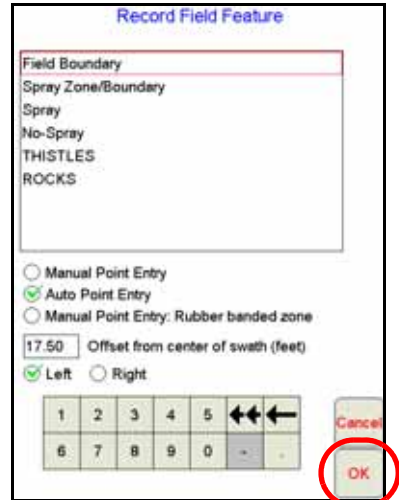 Record Field Feature
Field Boundary
Spray Zone/Boundary
Spray
No-Spray
THISTLES
ROCKS
Manual Point Entry
Auto Point Entry
Manual Point Entry: Rubber banded zone
17.50 Offset from center of swath (feet)
Left Right
1 2 3 4 5
6 7 8 9 0 - .
Cancel
OK